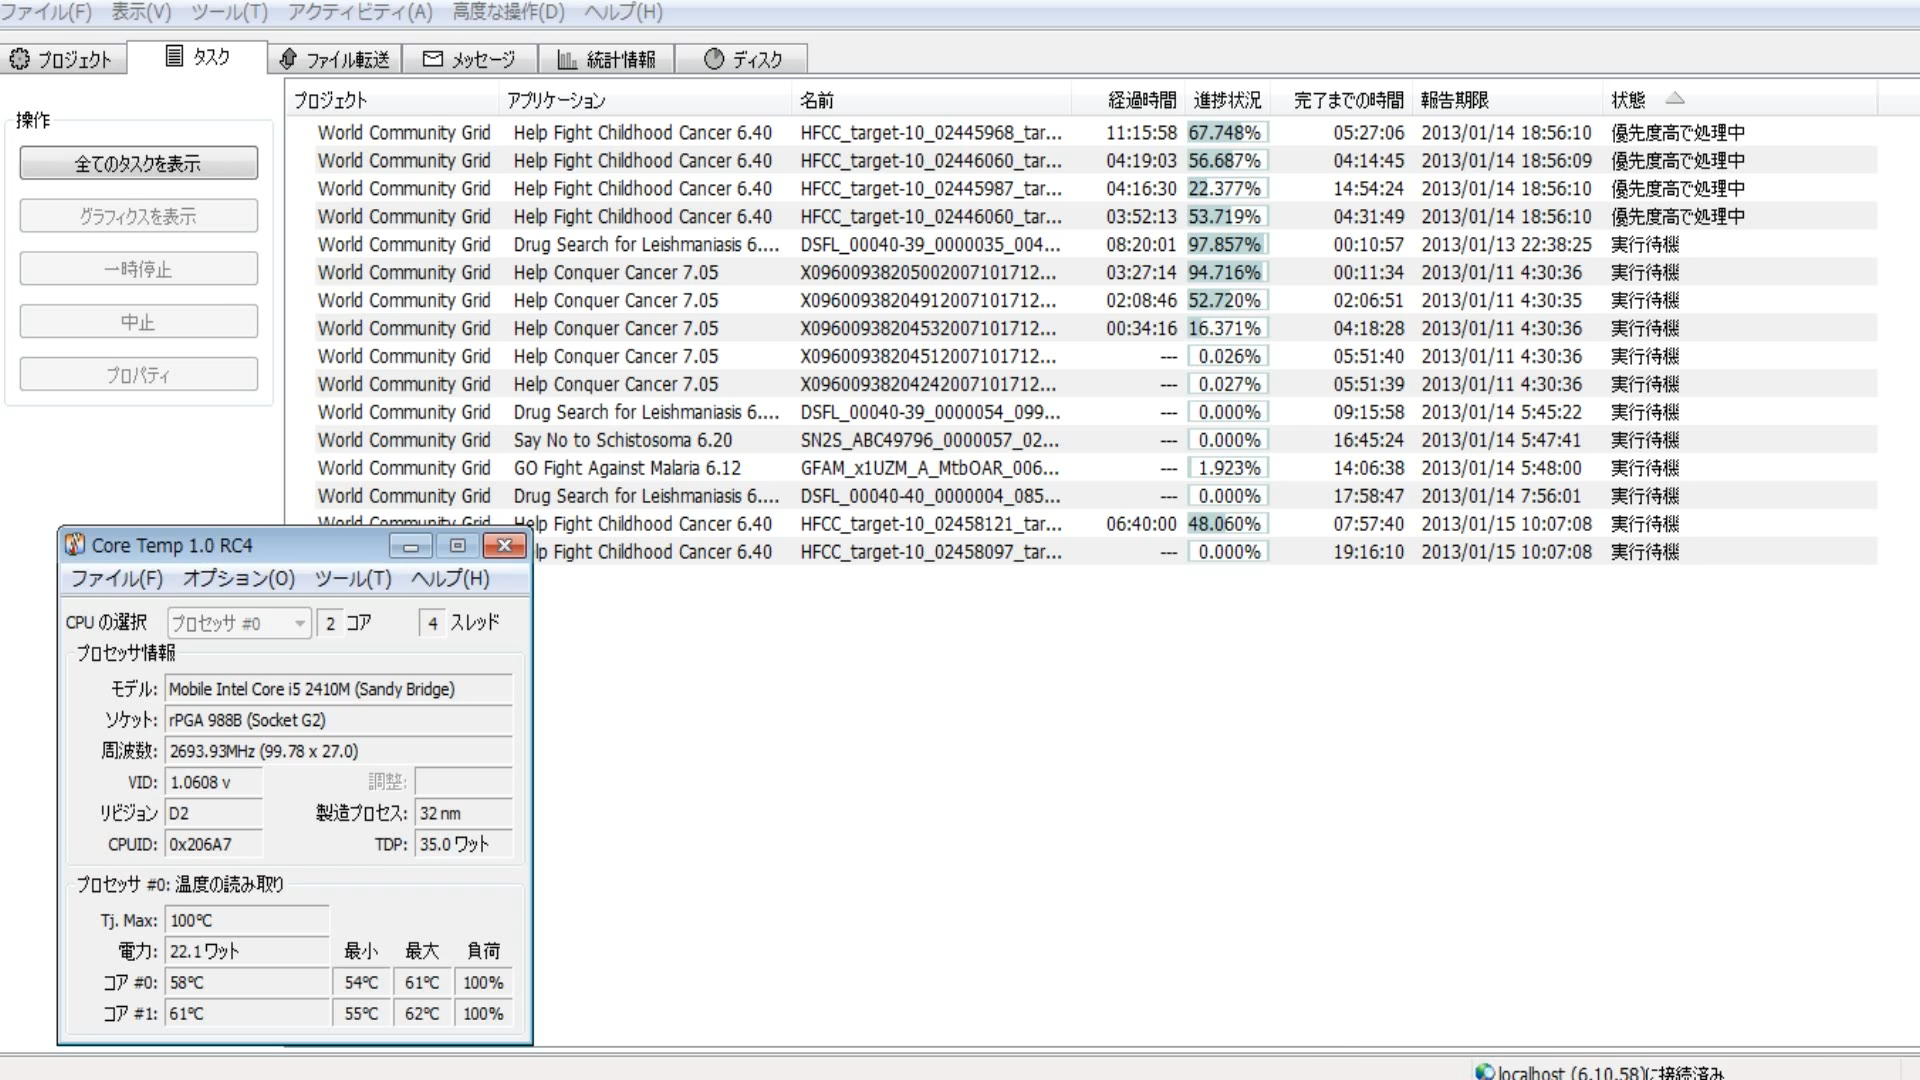 ファイル(F) 表示(V) ツール(T) アクティビティ(A) 高度な操作(D) ヘルプ(H)
プロジェクト タスク ファイル転送 メッセージ 統計情報 ディスク
プロジェクト アプリケーション 名前 経過時間 進捗状況 完了までの時間 報告期限 状態
操作
全てのタスクを表示
グラフィクスを表示
一時停止
中止
プロパティ
World Community Grid Help Fight Childhood Cancer 6.40 HFCC_target-10_02445968_tar... 11:15:58 67.748% 05:27:06 2013/01/14 18:56:10 優先度高で処理中
World Community Grid Help Fight Childhood Cancer 6.40 HFCC_target-10_02446060_tar... 04:19:03 56.687% 04:14:45 2013/01/14 18:56:09 優先度高で処理中
World Community Grid Help Fight Childhood Cancer 6.40 HFCC_target-10_02445987_tar... 04:16:30 22.377% 14:54:24 2013/01/14 18:56:10 優先度高で処理中
World Community Grid Help Fight Childhood Cancer 6.40 HFCC_target-10_02446060_tar... 03:52:13 53.719% 04:31:49 2013/01/14 18:56:10 優先度高で処理中
World Community Grid Drug Search for Leishmaniasis 6.... DSFL_00040-39_0000035_004... 08:20:01 97.857% 00:10:57 2013/01/13 22:38:25 実行待機
World Community Grid Help Conquer Cancer 7.05 X0960093820500200710​1712... 03:27:14 94.716% 00:11:34 2013/01/11 4:30:36 実行待機
World Community Grid Help Conquer Cancer 7.05 X09600938204912007101712... 02:08:46 52.720% 02:06:51 2013/01/11 4:30:35 実行待機
World Community Grid Help Conquer Cancer 7.05 X09600938204532007101712... 00:34:16 16.371% 04:18:28 2013/01/11 4:30:36 実行待機
World Community Grid Help Conquer Cancer 7.05 X09600938204512007101712... --- 0.026% 05:51:40 2013/01/11 4:30:36 実行待機
World Community Grid Help Conquer Cancer 7.05 X09600938204242007101712... --- 0.027% 05:51:39 2013/01/11 4:30:36 実行待機
World Community Grid Drug Search for Leishmaniasis 6.... DSFL_00040-39_0000054_099... --- 0.000% 09:15:58 2013/01/14 5:45:22 実行待機
World Community Grid Say No to Schistosoma 6.20 SN2S_ABC49796_0000057_02... --- 0.000% 16:45:24 2013/01/14 5:47:41 実行待機
World Community Grid GO Fight Against Malaria 6.12 GFAM_x1UZM_A_MtbOAR_006... --- 1.923% 14:06:38 2013/01/14 5:48:00 実行待機
World Community Grid Drug Search for Leishmaniasis 6.... DSFL_00040-40_0000004_085... --- 0.000% 17:58:47 2013/01/14 7:56:01 実行待機
World Community Grid Help Fight Childhood Cancer 6.40 HFCC_target-10_02458121_tar... 06:40:00 48.060% 07:57:40 2013/01/15 10:07:08 実行待機
lp Fight Childhood Cancer 6.40 HFCC_target-10_02458097_tar... --- 0.000% 19:16:10 2013/01/15 10:07:08 実行待機
Core Temp 1.0 RC4
ファイル(F) オプション(O) ツール(T) ヘルプ(H)
CPU の選択 プロセッサ #0 2 コア 4 スレッド
プロセッサ情報
モデル: Mobile Intel Core i5 2410M (Sandy Bridge)
ソケット: rPGA 988B (Socket G2)
周波数: 2693.93MHz (99.78 x 27.0)
VID: 1.0608 v 調整:
リビジョン D2 製造プロセス: 32 nm
CPUID: 0x206A7 TDP: 35.0 ワット
プロセッサ #0: 温度の読み取り
Tj. Max: 100℃
電力: 22.1 ワット 最小 最大 負荷
コア #0: 58℃ 54℃ 61℃ 100%
コア #1: 61℃ 55℃ 62℃ 100%
localhost (6.10.58)に接続済み